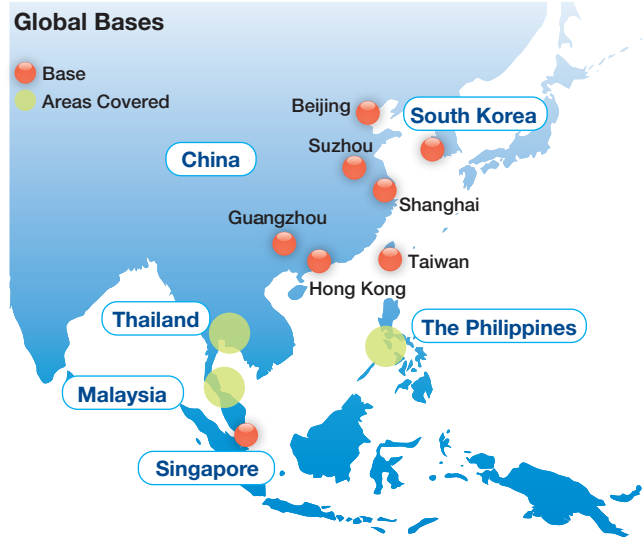 Global Bases
Base
Areas Covered
Beijing
South Korea
Suzhou
China
Shanghai
Guangzhou
Taiwan
Hong Kong
Thailand
The Philippines
Malaysia
Singapore